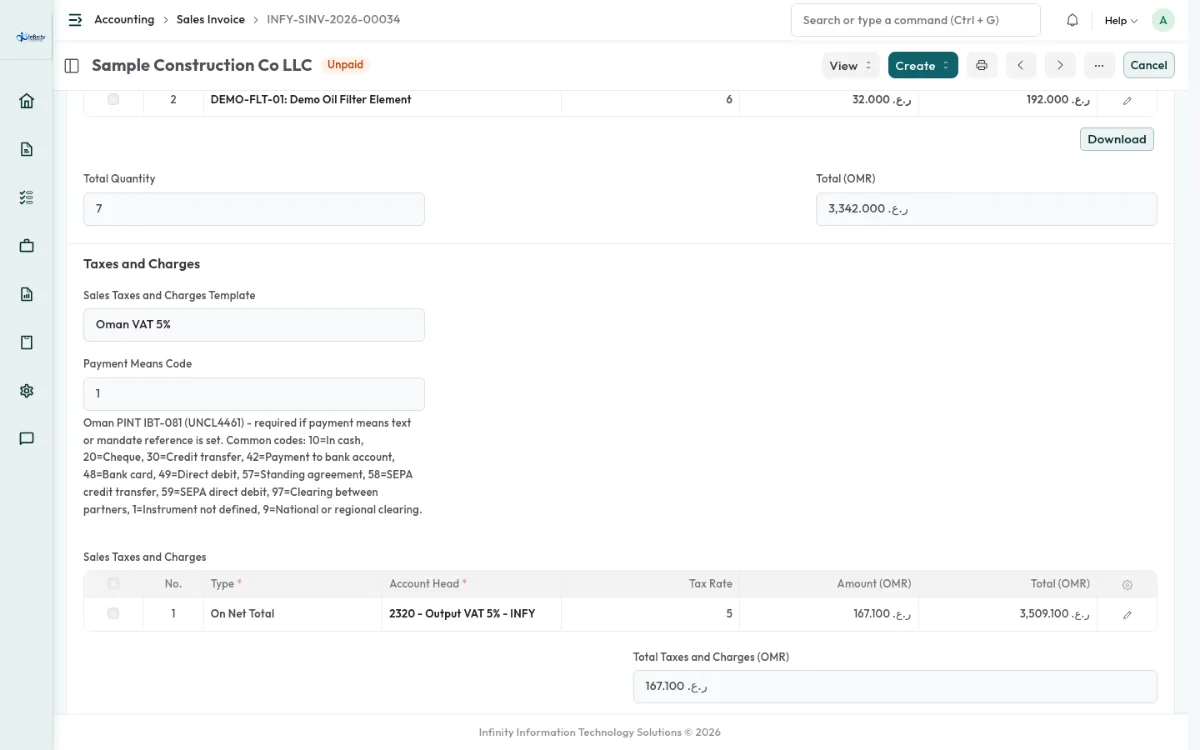 Accounting > Sales Invoice > INFY-SINV-2026-00034
Search or type a command (Ctrl + G)
Help
A
Infinity
Sample Construction Co LLC
Unpaid
View
Create
Cancel
2 DEMO-FLT-01: Demo Oil Filter Element 6 32.000 ر.ع. 192.000 ر.ع.
Download
Total Quantity
Total (OMR)
7
3,342.000 ر.ع.
Taxes and Charges
Sales Taxes and Charges Template
Oman VAT 5%
Payment Means Code
1
Oman PINT IBT-081 (UNCL4461) - required if payment means text
or mandate reference is set. Common codes: 10=In cash,
20=Cheque, 30=Credit transfer, 42=Payment to bank account,
48=Bank card, 49=Direct debit, 57=Standing agreement, 58=SEPA
credit transfer, 59=SEPA direct debit, 97=Clearing between
partners, 1=Instrument not defined, 9=National or regional clearing.
Sales Taxes and Charges
No. Type * Account Head * Tax Rate Amount (OMR) Total (OMR)
1 On Net Total 2320 - Output VAT 5% - INFY 5 167.100 ر.ع. 3,509.100 ر.ع.
Total Taxes and Charges (OMR)
167.100 ر.ع.
Infinity Information Technology Solutions © 2026